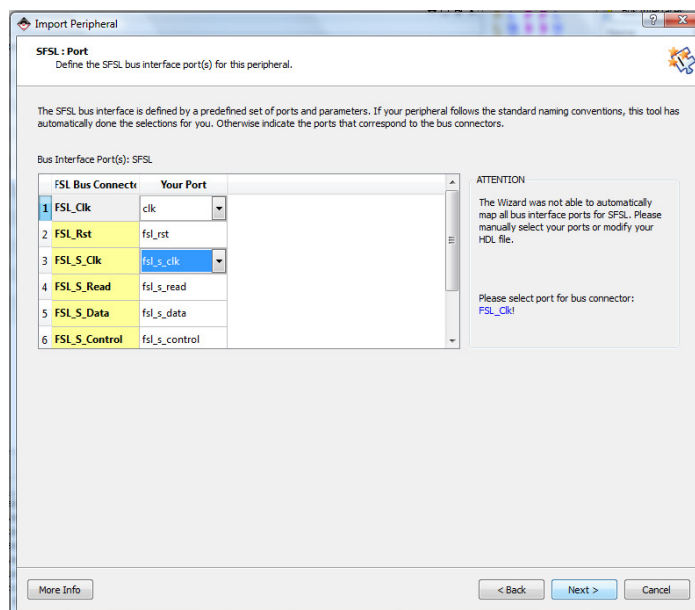 Import Peripheral
SFSL : Port
Define the SFSL bus interface port(s) for this peripheral.
The SFSL bus interface is defined by a predefined set of ports and parameters. If your peripheral follows the standard naming conventions, this tool has
automatically done the selections for you. Otherwise indicate the ports that correspond to the bus connectors.
Bus Interface Port(s): SFSL
FSL Bus Connecto Your Port
1 FSL_Clk clk
2 FSL_Rst fsl_rst
3 FSL_S_Clk fsl_s_clk
4 FSL_S_Read fsl_s_read
5 FSL_S_Data fsl_s_data
6 FSL_S_Control fsl_s_control
ATTENTION
The Wizard was not able to automatically
map all bus interface ports for SFSL. Please
manually select your ports or modify your
HDL file.
Please select port for bus connector:
FSL_Clk!
More Info
< Back Next > Cancel